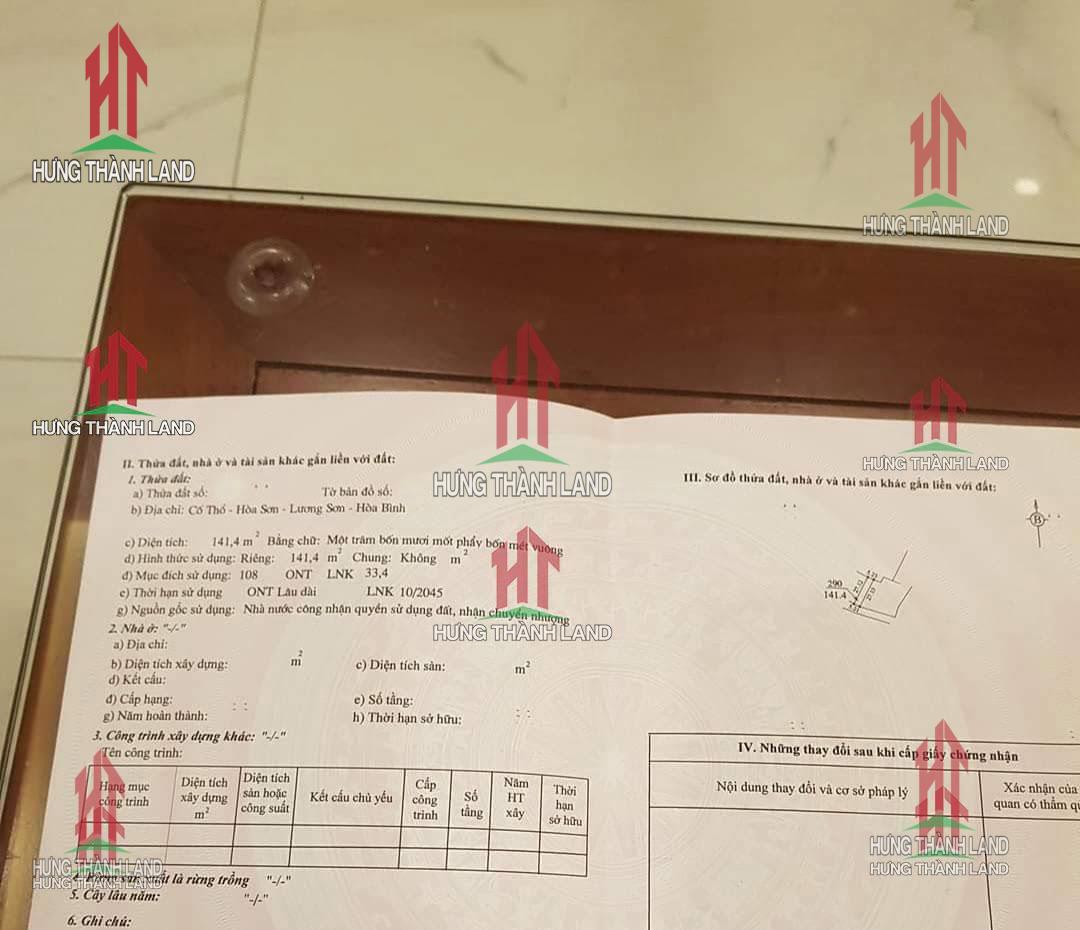 HƯNG THÀNH LAND
HƯNG THÀNH LAND
HƯNG THÀNH LAND
HƯNG THÀNH LAND
HƯNG THÀNH LAND
II. Thửa đất, nhà ở và tài sản khác gắn liền với đất:
1. Thửa đất:
a) Thửa đất số: Tờ bản đồ số:
b) Địa chỉ: Cố Thổ - Hòa Sơn - Lương Sơn - Hòa Bình
c) Diện tích: 141,4 m² Bằng chữ: Một trăm bốn mươi mốt phẩy bốn mét vuông
d) Hình thức sử dụng: Riêng: 141,4 m² Chung: Không m²
đ) Mục đích sử dụng: 108 ONT LNK 33,4
e) Thời hạn sử dụng ONT Lâu dài LNK 10/2045
g) Nguồn gốc sử dụng: Nhà nước công nhận quyền sử dụng đất, nhận chuyển nhượng
HƯNG THÀNH LAND
2. Nhà ở: "-/-"
a) Địa chỉ:
b) Diện tích xây dựng: m² c) Diện tích sàn: m²
d) Kết cấu:
đ) Cấp hạng: e) Số tầng:
g) Năm hoàn thành: h) Thời hạn sở hữu:
3. Công trình xây dựng khác: "-/-"
Tên công trình:
Hạng mục công trình
Diện tích xây dựng m²
Diện tích sàn hoặc công suất
Kết cấu chủ yếu
Cấp công trình
Số tầng
Năm HT xây
Thời hạn sở hữu
HƯNG THÀNH LAND
HƯNG THÀNH LAND
là rừng trồng "-/-"
5. Cây lâu năm: "-/-"
6. Ghi chú:
III. Sơ đồ thửa đất, nhà ở và tài sản khác gắn liền với đất:
B
290
141.4
IV. Những thay đổi sau khi cấp giấy chứng nhận
Nội dung thay đổi và cơ sở pháp lý
Xác nhận của
quan có thẩm
HƯNG THÀNH LAND
HƯNG THÀNH LAND